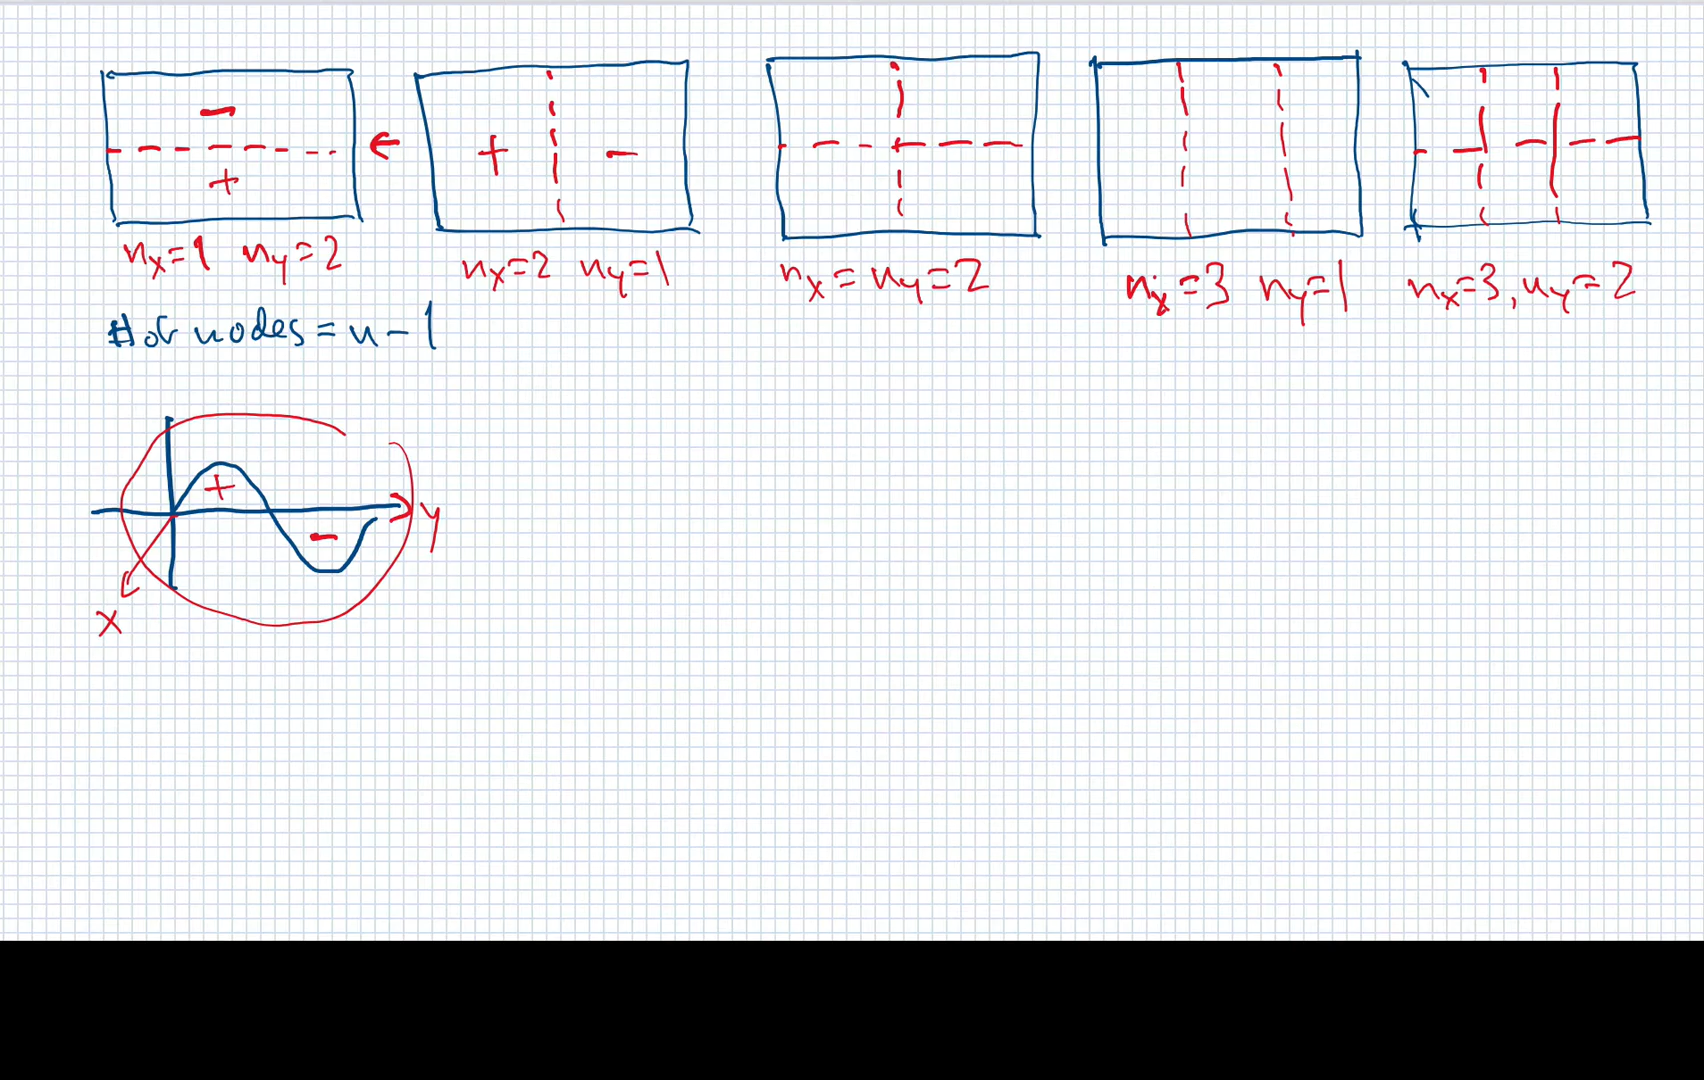 −
+
+ −
nx=1 ny=2
nx=2 ny=1
nx=ny=2
nx=3 ny=1
nx=3, ny=2
# of nodes = n-1
+
−
y
x